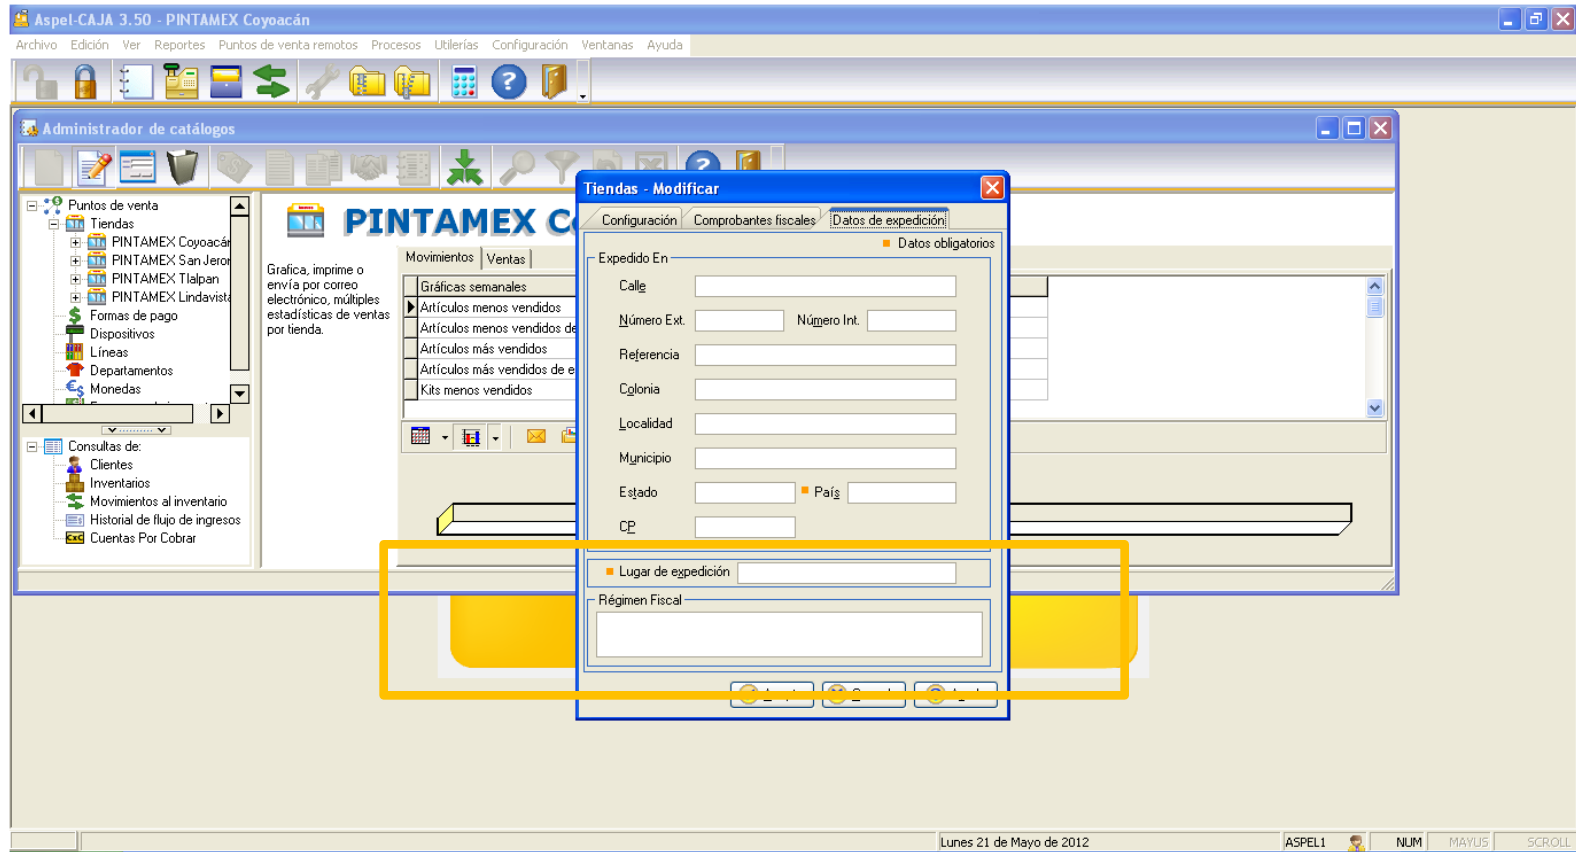 Aspel-CAJA 3.50 - PINTAMEX Coyoacán
Archivo Edición Ver Reportes Puntos de venta remotos Procesos Utilerías Configuración Ventanas Ayuda
Administrador de catálogos
Puntos de venta
Tiendas
PINTAMEX Coyoacán
PINTAMEX San Jeror
PINTAMEX Tlalpan
PINTAMEX Lindavista
Formas de pago
Dispositivos
Líneas
Departamentos
Monedas
Consultas de:
Clientes
Inventarios
Movimientos al inventario
Historial de flujo de ingresos
CxC Cuentas Por Cobrar
PINTAMEX C
Grafica, imprime o
envía por correo
electrónico, múltiples
estadísticas de ventas
por tienda.
Movimientos Ventas
Gráficas semanales
Artículos menos vendidos
Artículos menos vendidos de
Artículos más vendidos
Artículos más vendidos de e
Kits menos vendidos
Tiendas - Modificar
Configuración Comprobantes fiscales Datos de expedición
Datos obligatorios
Expedido En
Calle
Número Ext. Número Int.
Referencia
Colonia
Localidad
Municipio
Estado País
CP
Lugar de expedición
Régimen Fiscal
Lunes 21 de Mayo de 2012 ASPEL1 NUM MAYUS SCROLL